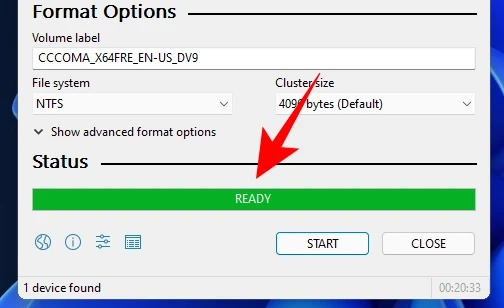 Format Options
Volume label
CCCOMA_X64FRE_EN-US_DV9
File system
Cluster size
NTFS
4096 bytes (Default)
Show advanced format options
Status
READY
START
CLOSE
1 device found
00:20:33